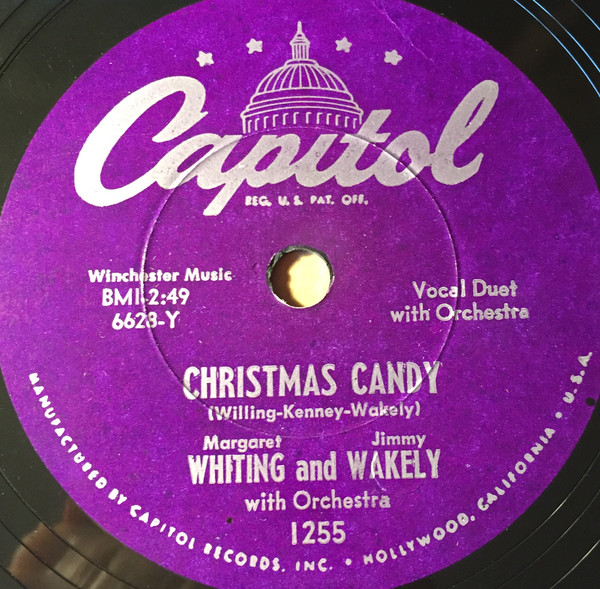 Capitol
REG. U. S. PAT. OFF.
Winchester Music
BMI-2:49
6623-Y
Vocal Duet
with Orchestra
CHRISTMAS CANDY
(Willing-Kenney-Wakely)
Margaret Jimmy
WHITING and WAKELY
with Orchestra
1255
MANUFACTURED BY CAPITOL RECORDS, INC. • HOLLYWOOD, CALIFORNIA • U.S.A.